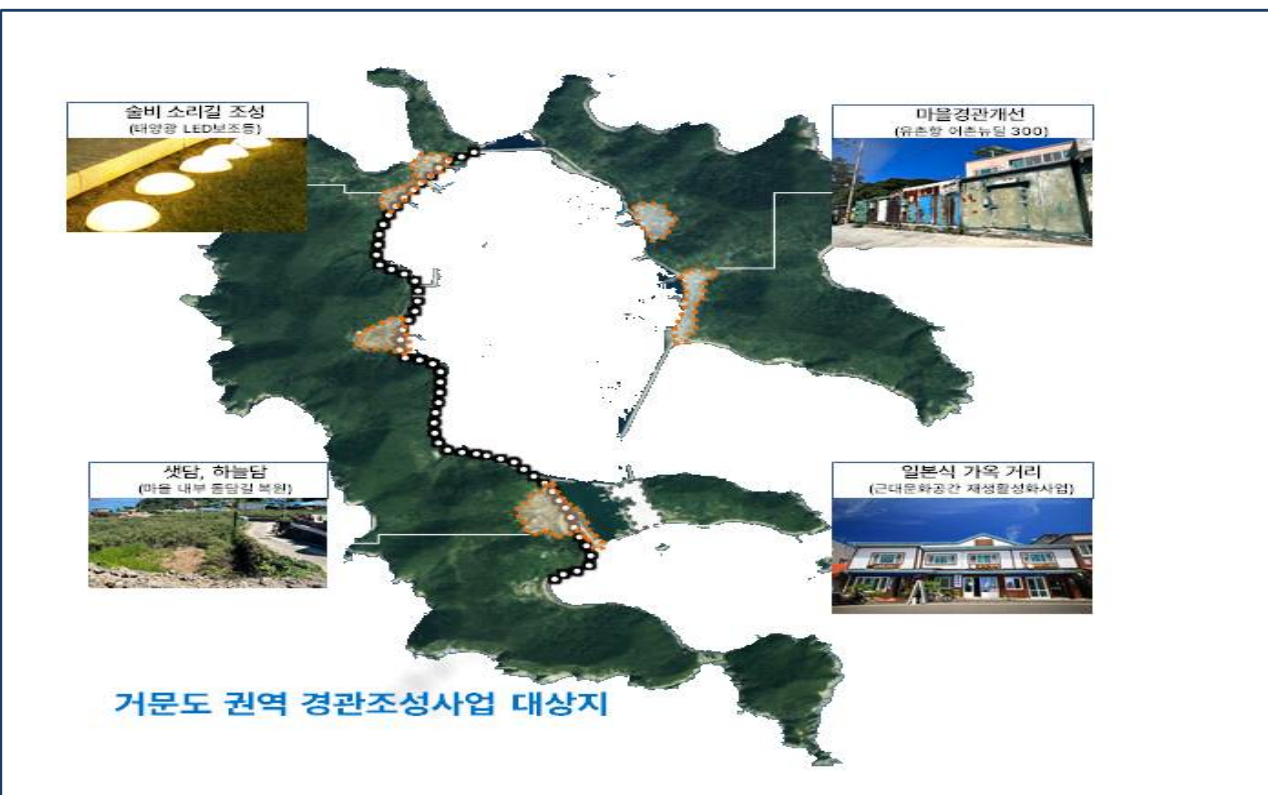 술비 소리길 조성
(태양광 LED보조등)
마을경관개선
(유촌항 어촌뉴딜 300)
샛담, 하늘담
(마을 내부 돌담길 복원)
일본식 가옥 거리
(근대문화공간 재생활성화사업)
거문도 권역 경관조성사업 대상지